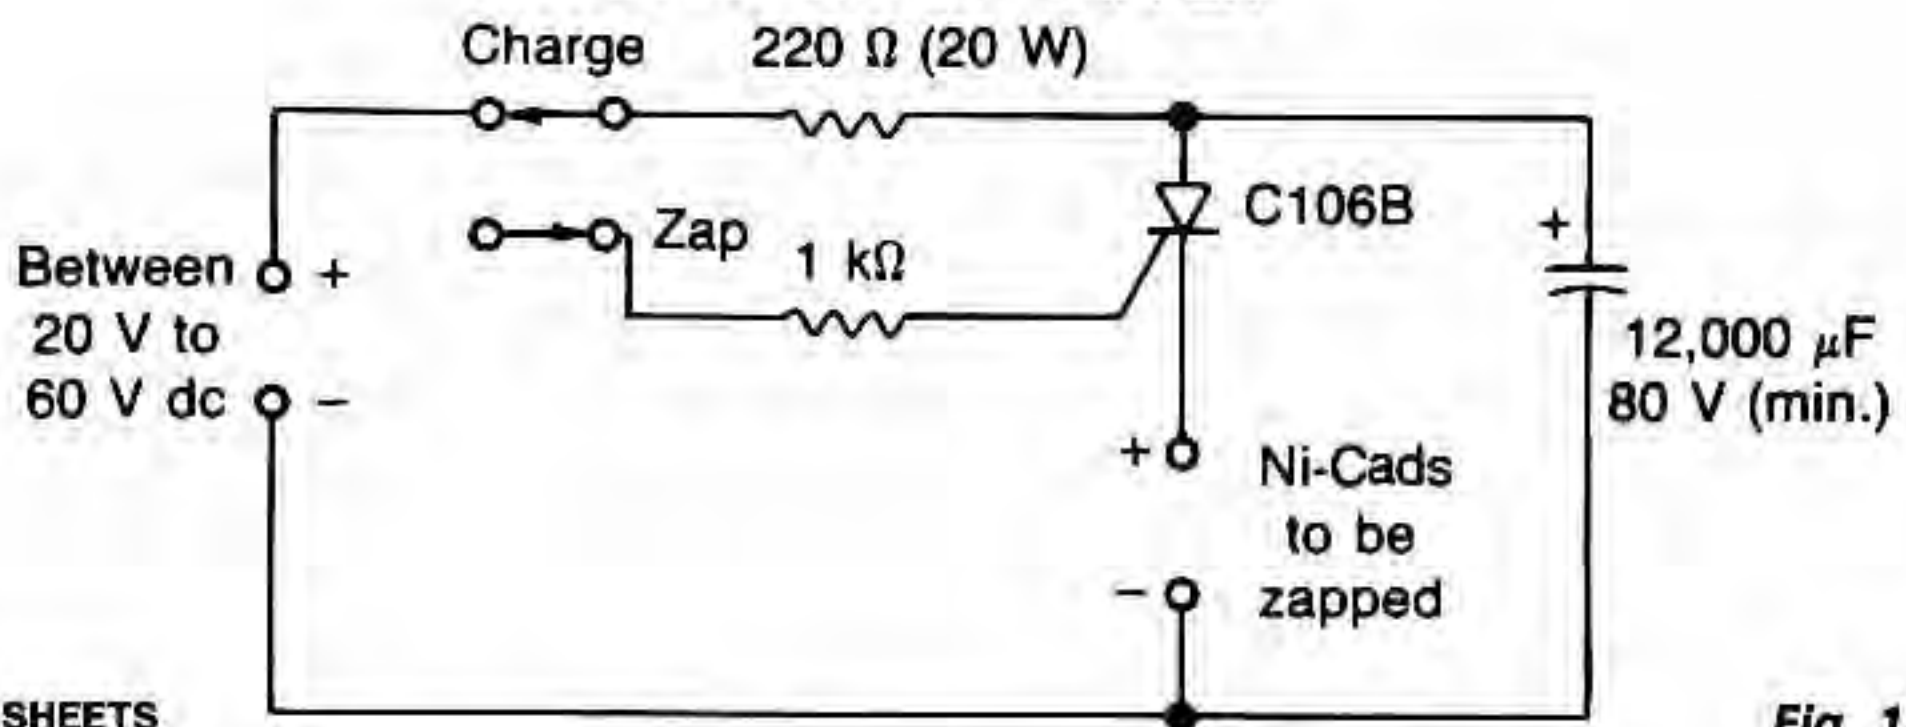 Charge
220 Ω (20 W)
C106B
Zap
1 kΩ
Between
20 V to
60 V dc
+
−
+
12,000 μF
80 V (min.)
+
−
Ni-Cads
to be
zapped
SHEETS
Fig. 1